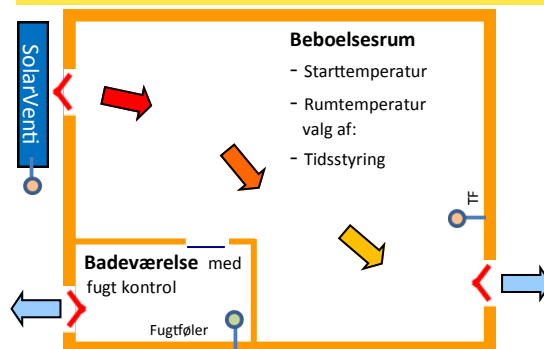 SolarVenti
Beboelsesrum
- Starttemperatur
- Rumtemperatur
valg af:
- Tidsstyring
TF
Badeværelse med
fugt kontrol
Fugtføler